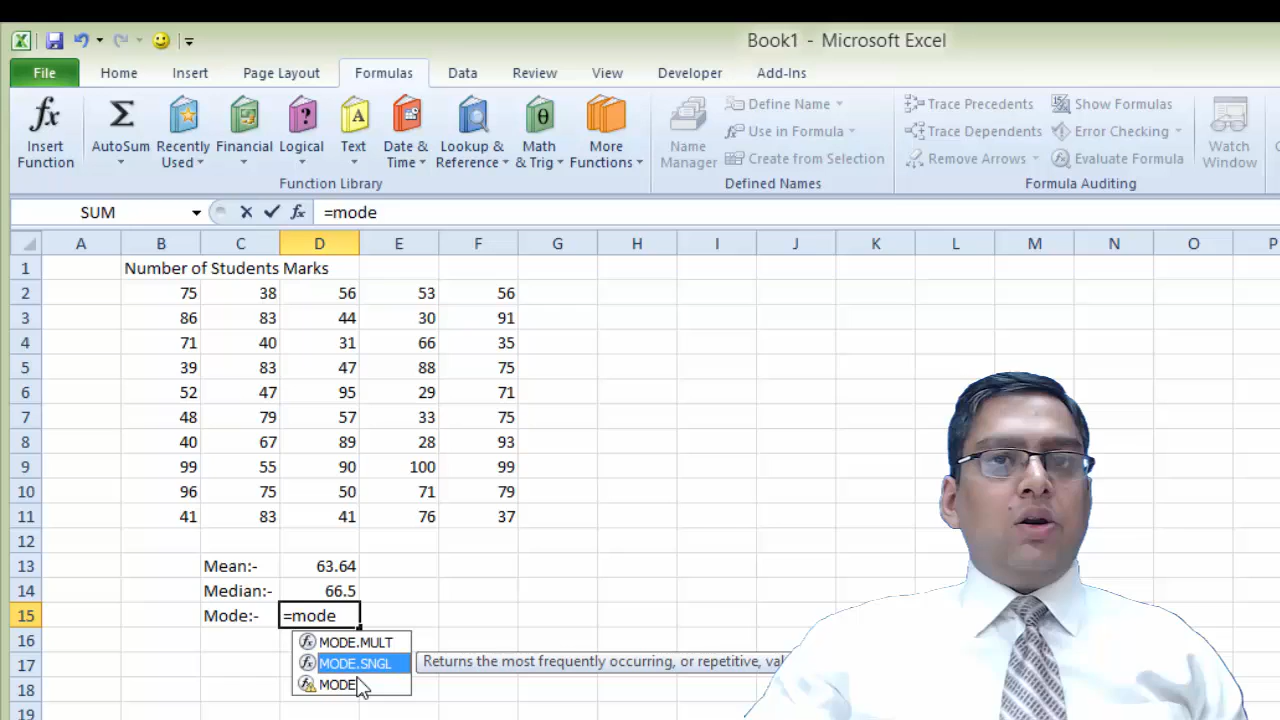 Book1 - Microsoft Excel
File Home Insert Page Layout Formulas Data Review View Developer Add-Ins
Insert Function
AutoSum
Recently Used
Financial
Logical
Text
Date & Time
Lookup & Reference
Math & Trig
More Functions
Function Library
Name Manager
Define Name
Use in Formula
Create from Selection
Defined Names
Trace Precedents
Trace Dependents
Remove Arrows
Show Formulas
Error Checking
Evaluate Formula
Formula Auditing
Watch Window
SUM fx =mode
A B C D E F G H I J K L M N O P
1 Number of Students Marks
2 75 38 56 53 56
3 86 83 44 30 91
4 71 40 31 66 35
5 39 83 47 88 75
6 52 47 95 29 71
7 48 79 57 33 75
8 40 67 89 28 93
9 99 55 90 100 99
10 96 75 50 71 79
11 41 83 41 76 37
12
13 Mean:- 63.64
14 Median:- 66.5
15 Mode:- =mode
16 MODE.MULT
17 MODE.SNGL Returns the most frequently occurring, or repetitive,
18 MODE
19